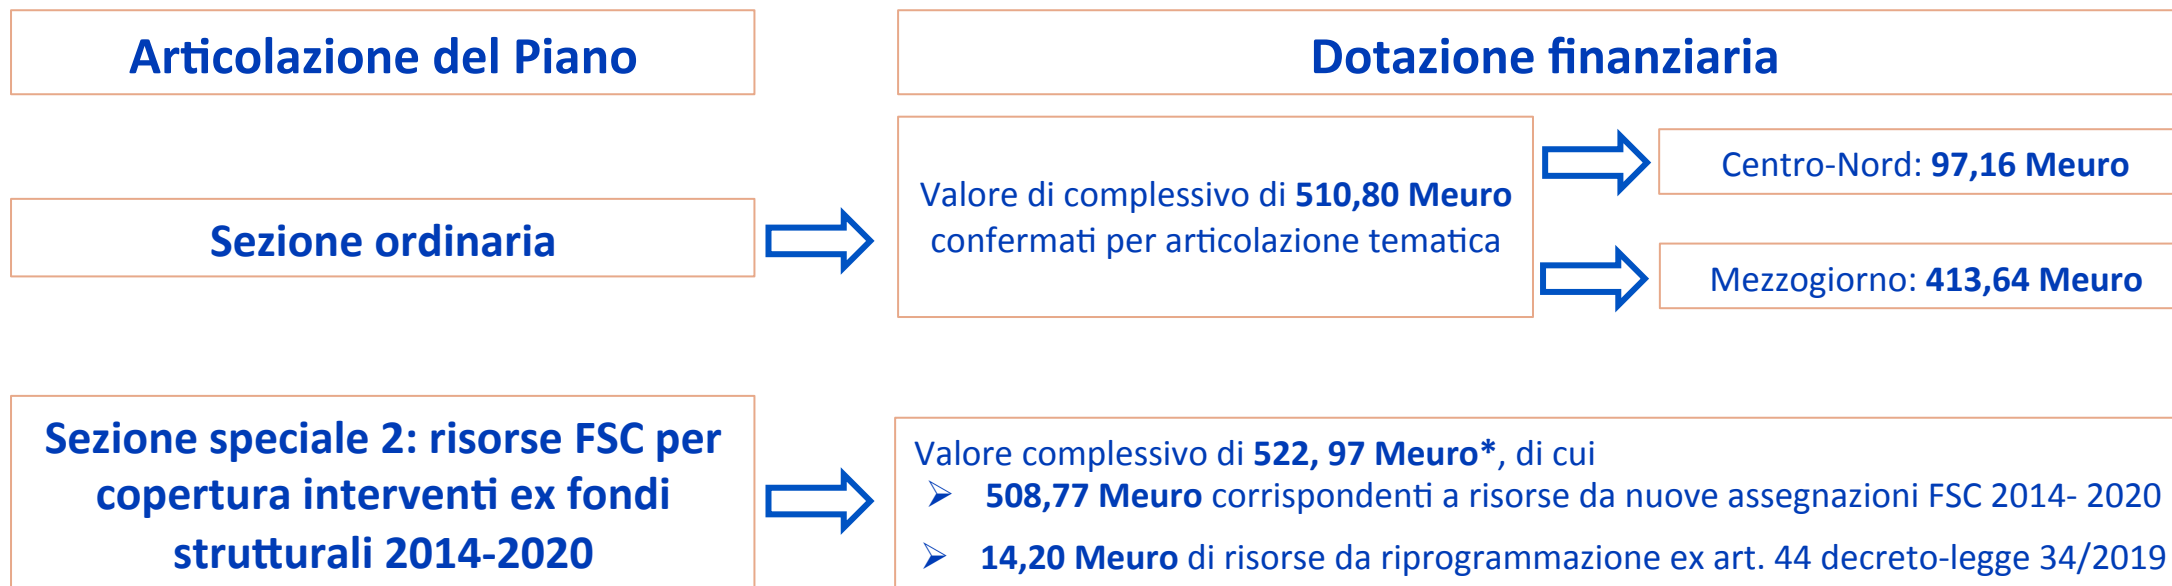 Articolazione del Piano
Dotazione finanziaria
Sezione ordinaria
Valore di complessivo di 510,80 Meuro
confermati per articolazione tematica
Centro-Nord: 97,16 Meuro
Mezzogiorno: 413,64 Meuro
Sezione speciale 2: risorse FSC per
copertura interventi ex fondi
strutturali 2014-2020
Valore complessivo di 522, 97 Meuro*, di cui
➢ 508,77 Meuro corrispondenti a risorse da nuove assegnazioni FSC 2014- 2020
➢ 14,20 Meuro di risorse da riprogrammazione ex art. 44 decreto-legge 34/2019